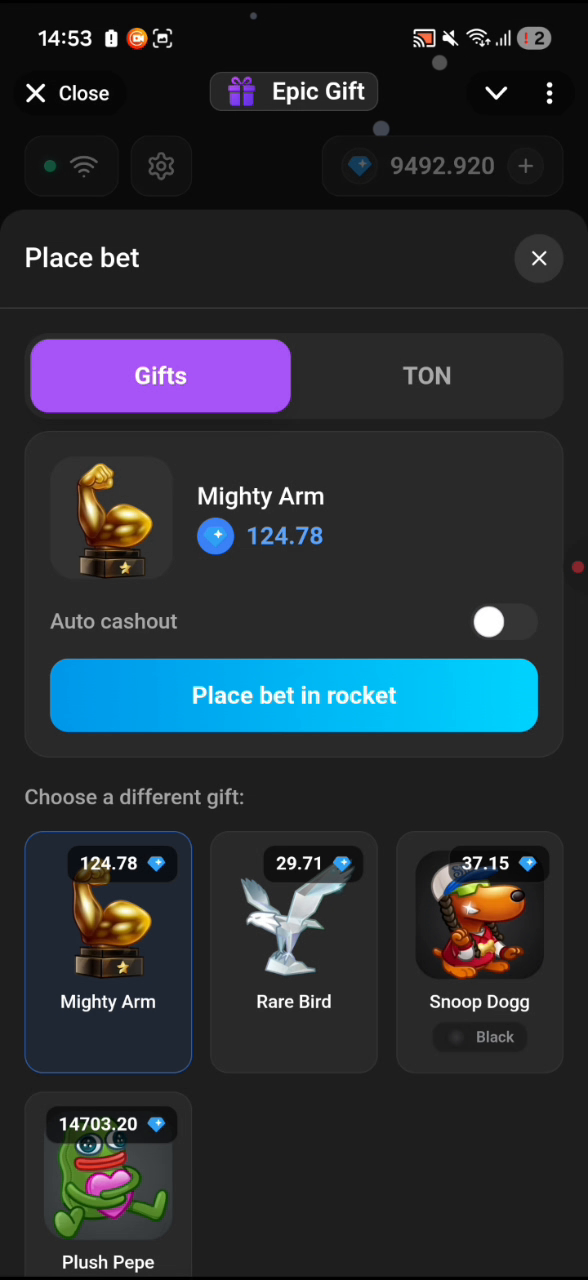 14:53
2
Close
Epic Gift
9492.920
Place bet
Gifts
TON
Mighty Arm
124.78
Auto cashout
Place bet in rocket
Choose a different gift:
124.78
29.71
37.15
Mighty Arm
Rare Bird
Snoop Dogg
Black
14703.20
Plush Pepe